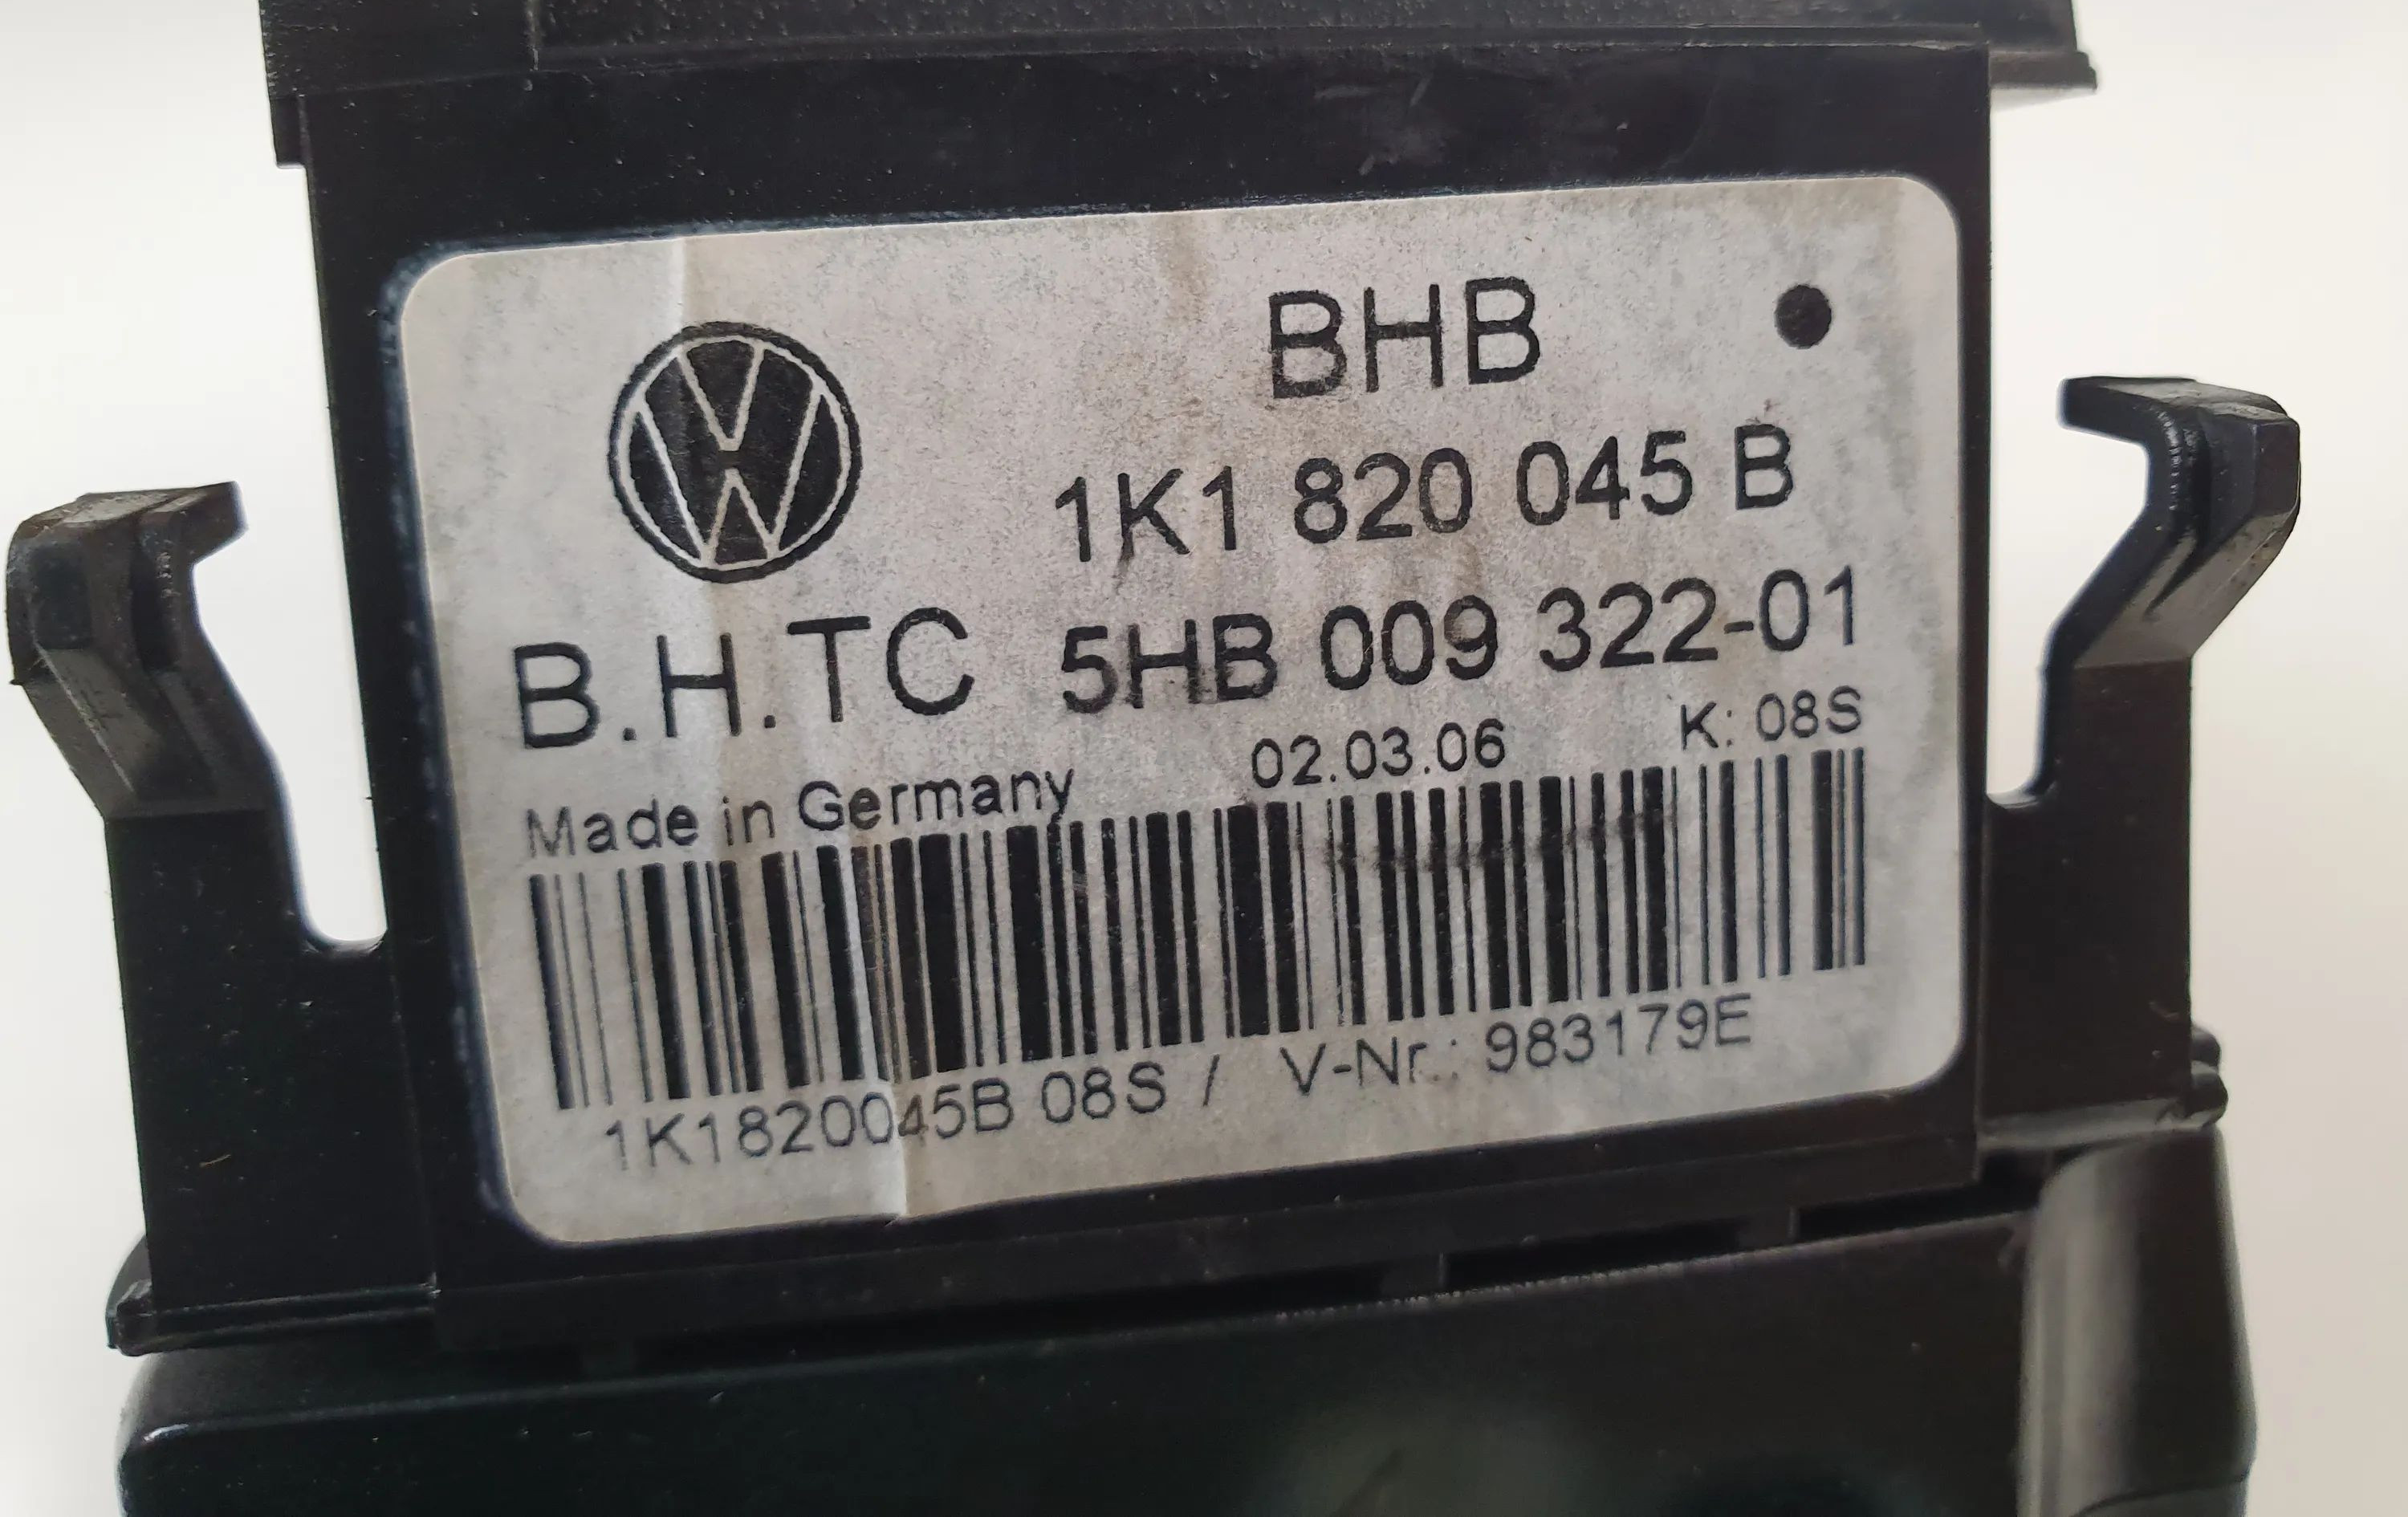 BHB
1K1 820 045 B
B.H.TC 5HB 009 322-01
02.03.06 K: 08S
Made in Germany
1K1820045B 08S / V-Nr.: 983179E